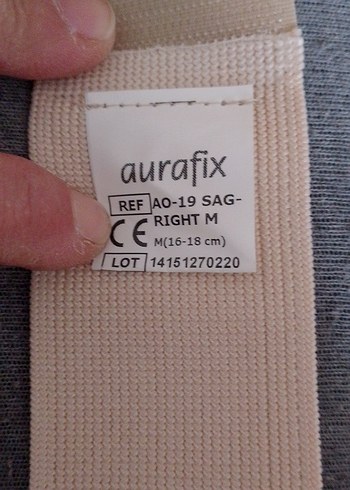 aurafix
REF AO-19 SAG-
RIGHT M
CE M(16-18 cm)
LOT 14151270220